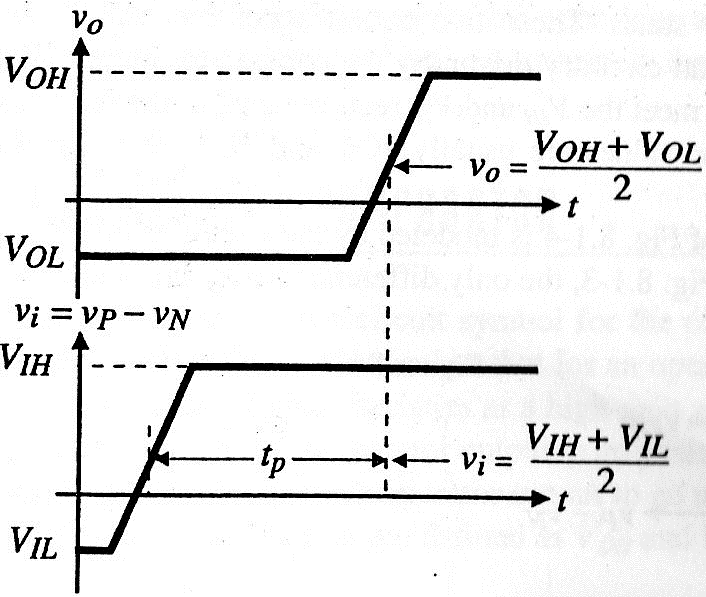 v_o
V_OH
v_o = (V_OH + V_OL)/2
t
V_OL
v_i = v_P − v_N
V_IH
t_p
v_i = (V_IH + V_IL)/2
t
V_IL